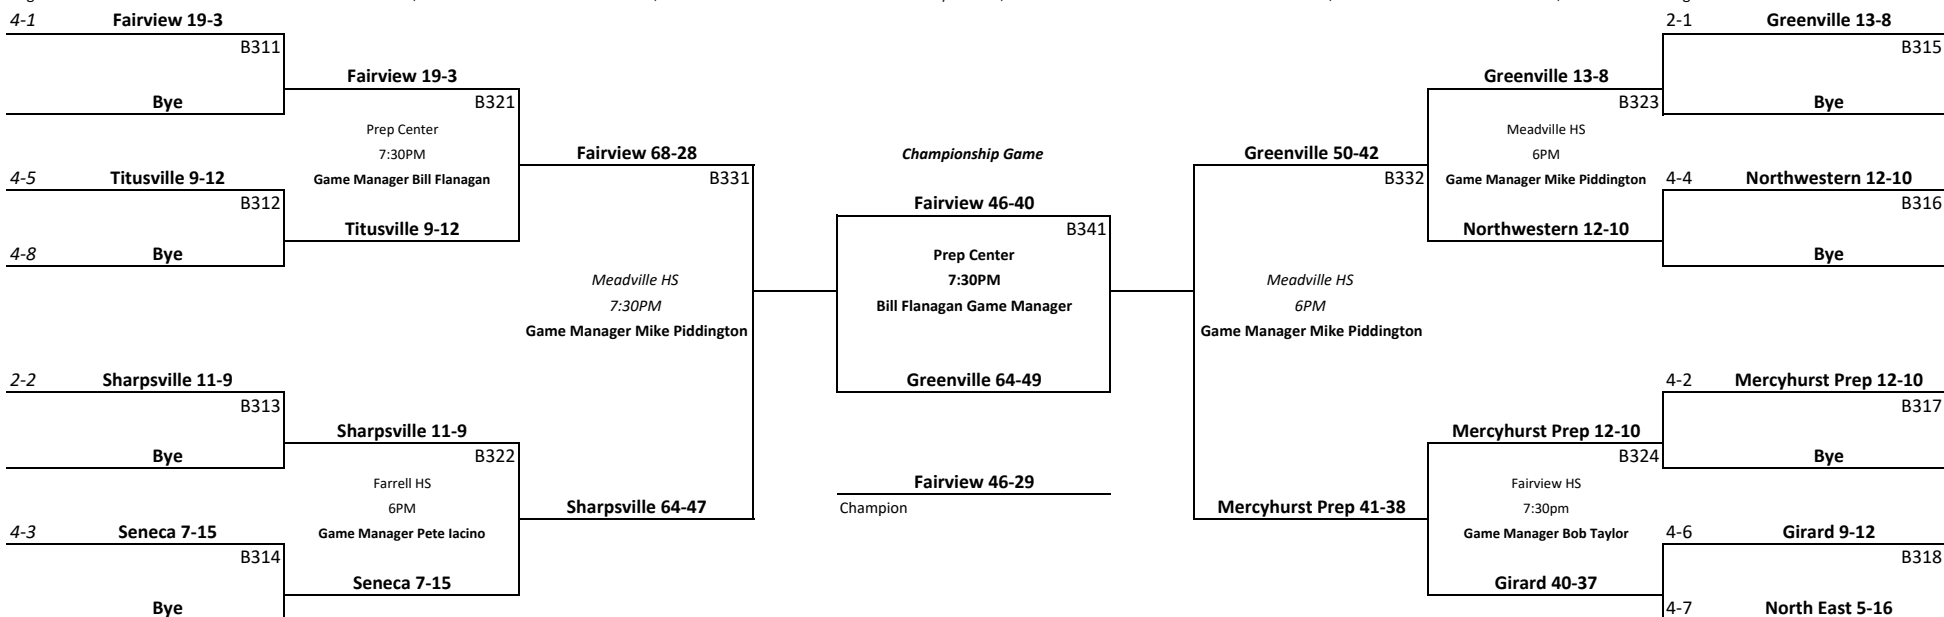 4-1 Fairview 19-3
B311
Bye
Fairview 19-3
B321
Prep Center
7:30PM
Game Manager Bill Flanagan
4-5 Titusville 9-12
B312
Titusville 9-12
4-8 Bye
Fairview 68-28
B331
Meadville HS
7:30PM
Game Manager Mike Piddington
2-2 Sharpsville 11-9
B313
Bye
Sharpsville 11-9
B322
Farrell HS
6PM
Game Manager Pete Iacino
Sharpsville 64-47
4-3 Seneca 7-15
B314
Seneca 7-15
Bye
Championship Game
Fairview 46-40
B341
Prep Center
7:30PM
Bill Flanagan Game Manager
Greenville 64-49
Fairview 46-29
Champion
Greenville 50-42
B332
Meadville HS
6PM
Game Manager Mike Piddington
Mercyhurst Prep 41-38
Greenville 13-8
B323
Meadville HS
6PM
Game Manager Mike Piddington
Northwestern 12-10
Mercyhurst Prep 12-10
B324
Fairview HS
7:30pm
Game Manager Bob Taylor
Girard 40-37
2-1 Greenville 13-8
B315
Bye
4-4 Northwestern 12-10
B316
Bye
4-2 Mercyhurst Prep 12-10
B317
Bye
4-6 Girard 9-12
B318
4-7 North East 5-16